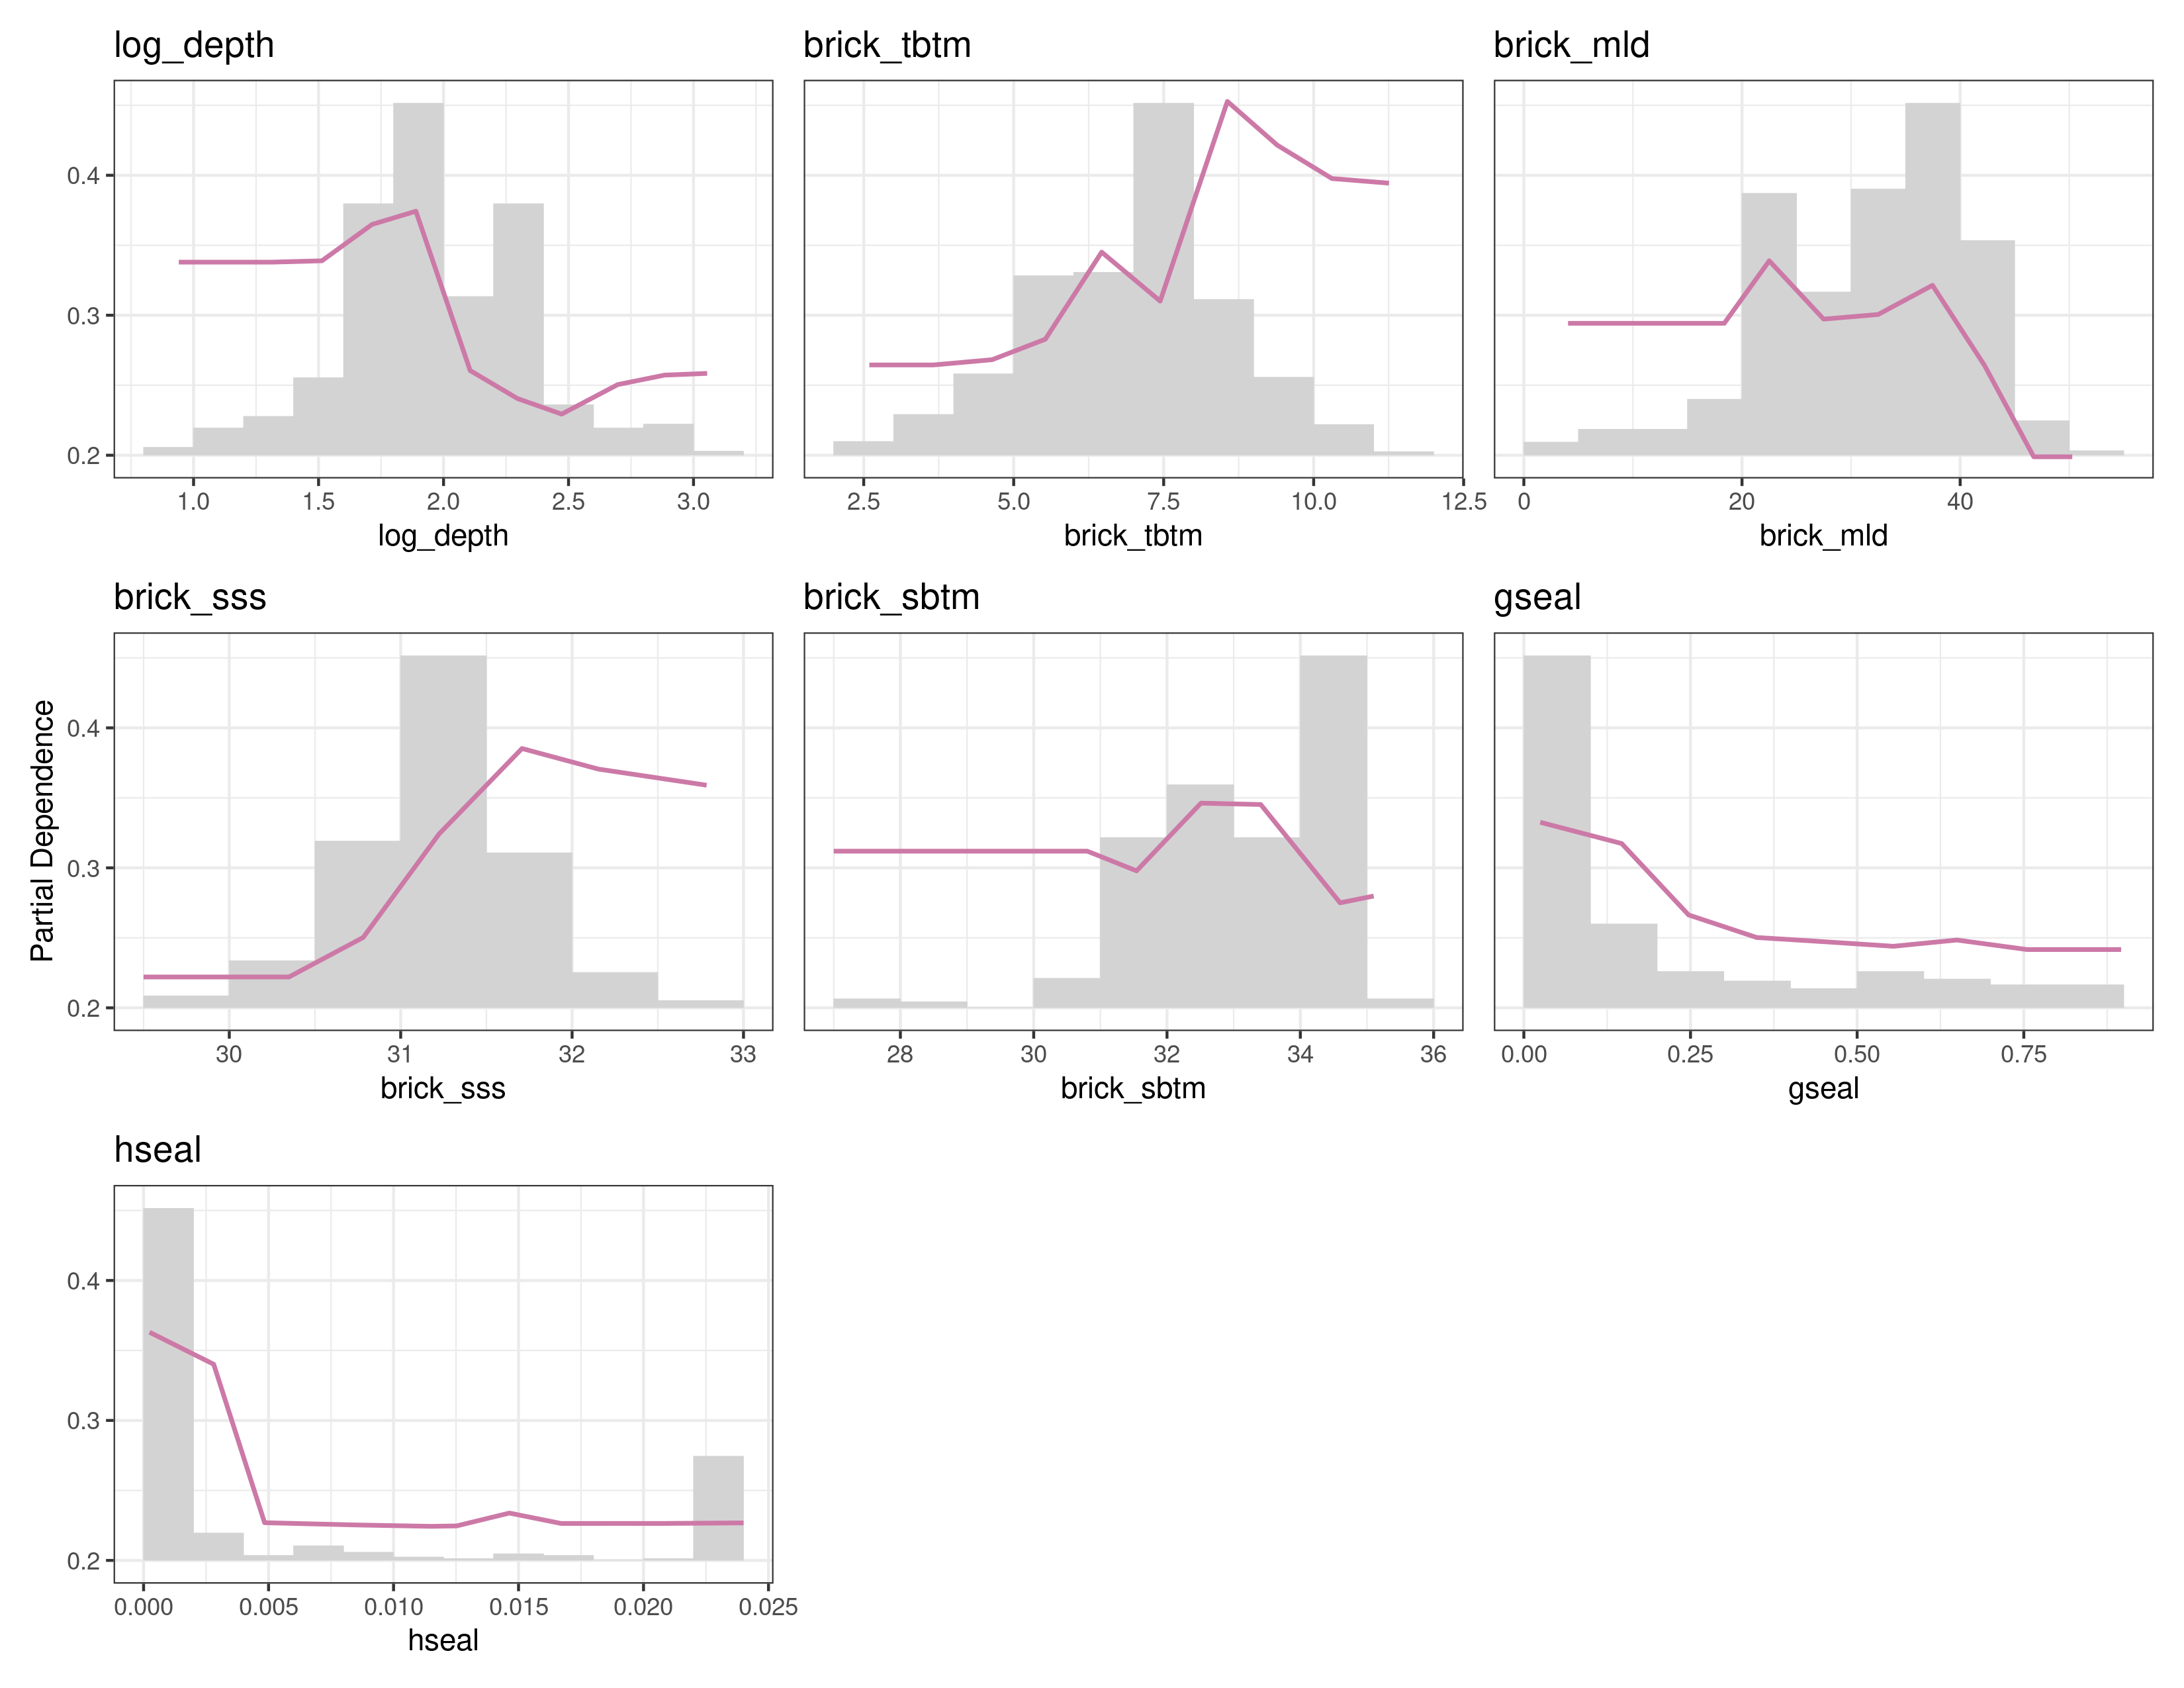 log_depth
brick_tbtm
brick_mld
0.4
0.3
0.2
1.0 1.5 2.0 2.5 3.0
2.5 5.0 7.5 10.0 12.5
0 20 40
log_depth
brick_tbtm
brick_mld
brick_sss
brick_sbtm
gseal
Partial Dependence
0.4
0.3
0.2
30 31 32 33
28 30 32 34 36
0.00 0.25 0.50 0.75
brick_sss
brick_sbtm
gseal
hseal
0.4
0.3
0.2
0.000 0.005 0.010 0.015 0.020 0.025
hseal